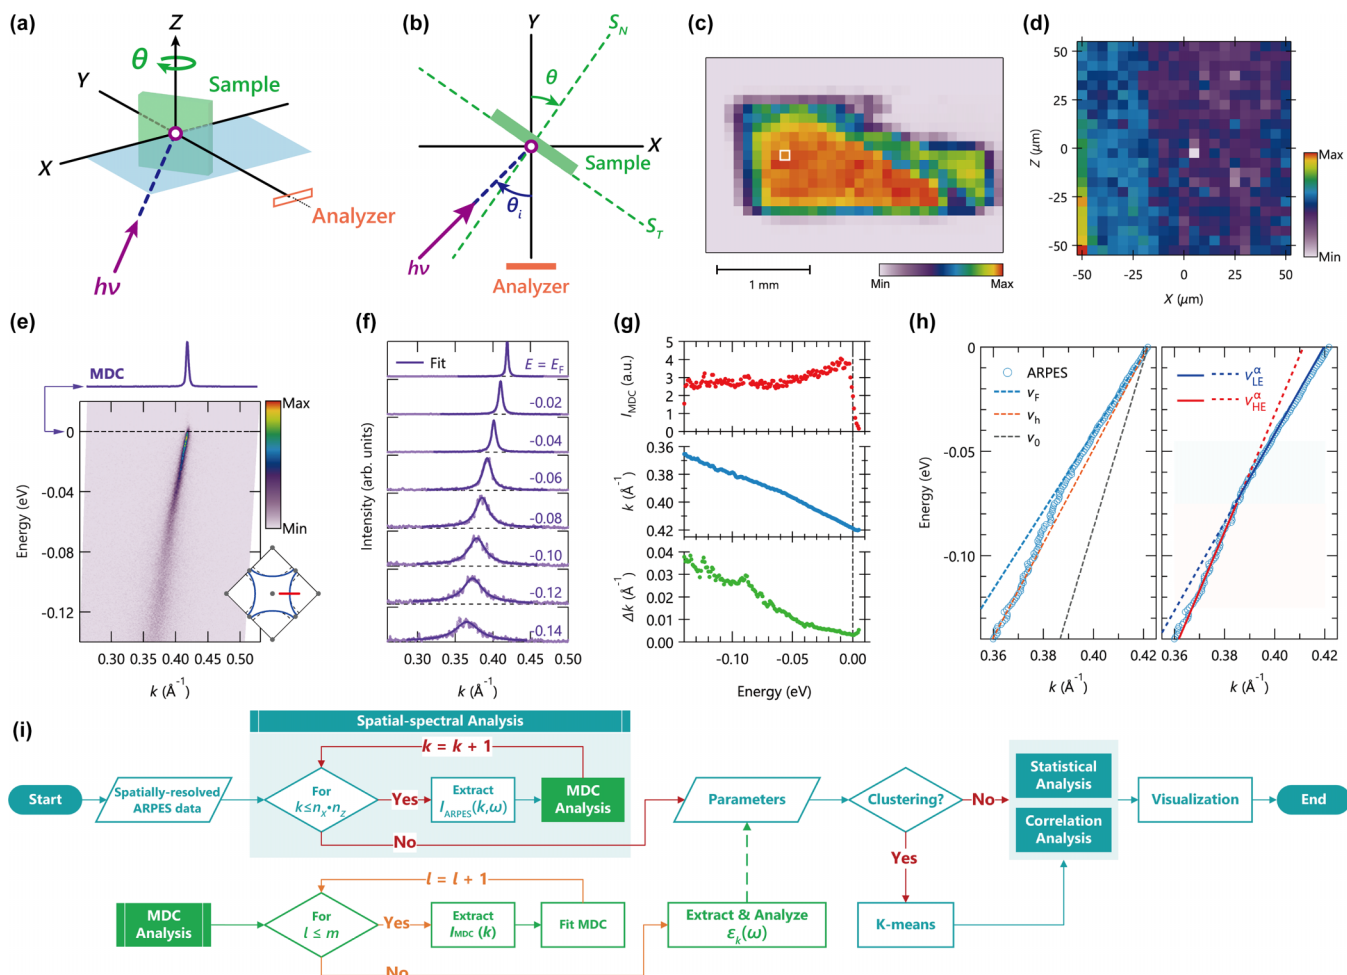 (a)
Z
θ
Y
Sample
X
Analyzer
hν
(b)
Y
S_N
θ
X
Sample
θ_i
S_T
hν
Analyzer
(c)
1 mm
Min
Max
(d)
50
25
0
-25
-50
Z (μm)
-50
-25
0
25
50
X (μm)
Max
Min
(e)
MDC
Max
Min
0
-0.04
-0.08
-0.12
Energy (eV)
0.30
0.35
0.40
0.45
0.50
k (Å⁻¹)
(f)
Fit
E = E_F
-0.02
-0.04
-0.06
-0.08
-0.10
-0.12
-0.14
Intensity (arb. units)
0.30
0.35
0.40
0.45
0.50
k (Å⁻¹)
(g)
5
4
3
2
1
0
I_MDC (a.u.)
0.36
0.38
0.40
0.42
k (Å⁻¹)
0.04
0.03
0.02
0.01
0.00
Δk (Å⁻¹)
-0.10
-0.05
0.00
Energy (eV)
(h)
0
-0.05
-0.10
Energy (eV)
ARPES
v_F
v_h
v_0
0.36
0.38
0.40
0.42
k (Å⁻¹)
v_LE^α
v_HE^α
0.36
0.38
0.40
0.42
k (Å⁻¹)
(i)
Spatial-spectral Analysis
k = k + 1
Start
Spatially-resolved
ARPES data
For
k≤n_X•n_Z
Yes
Extract
I_ARPES(k,ω)
MDC
Analysis
No
Parameters
Clustering?
No
Yes
Statistical
Analysis
Correlation
Analysis
Visualization
End
l = l + 1
MDC
Analysis
For
l ≤ m
Yes
Extract
I_MDC (k)
Fit MDC
No
Extract & Analyze
ε_k(ω)
K-means